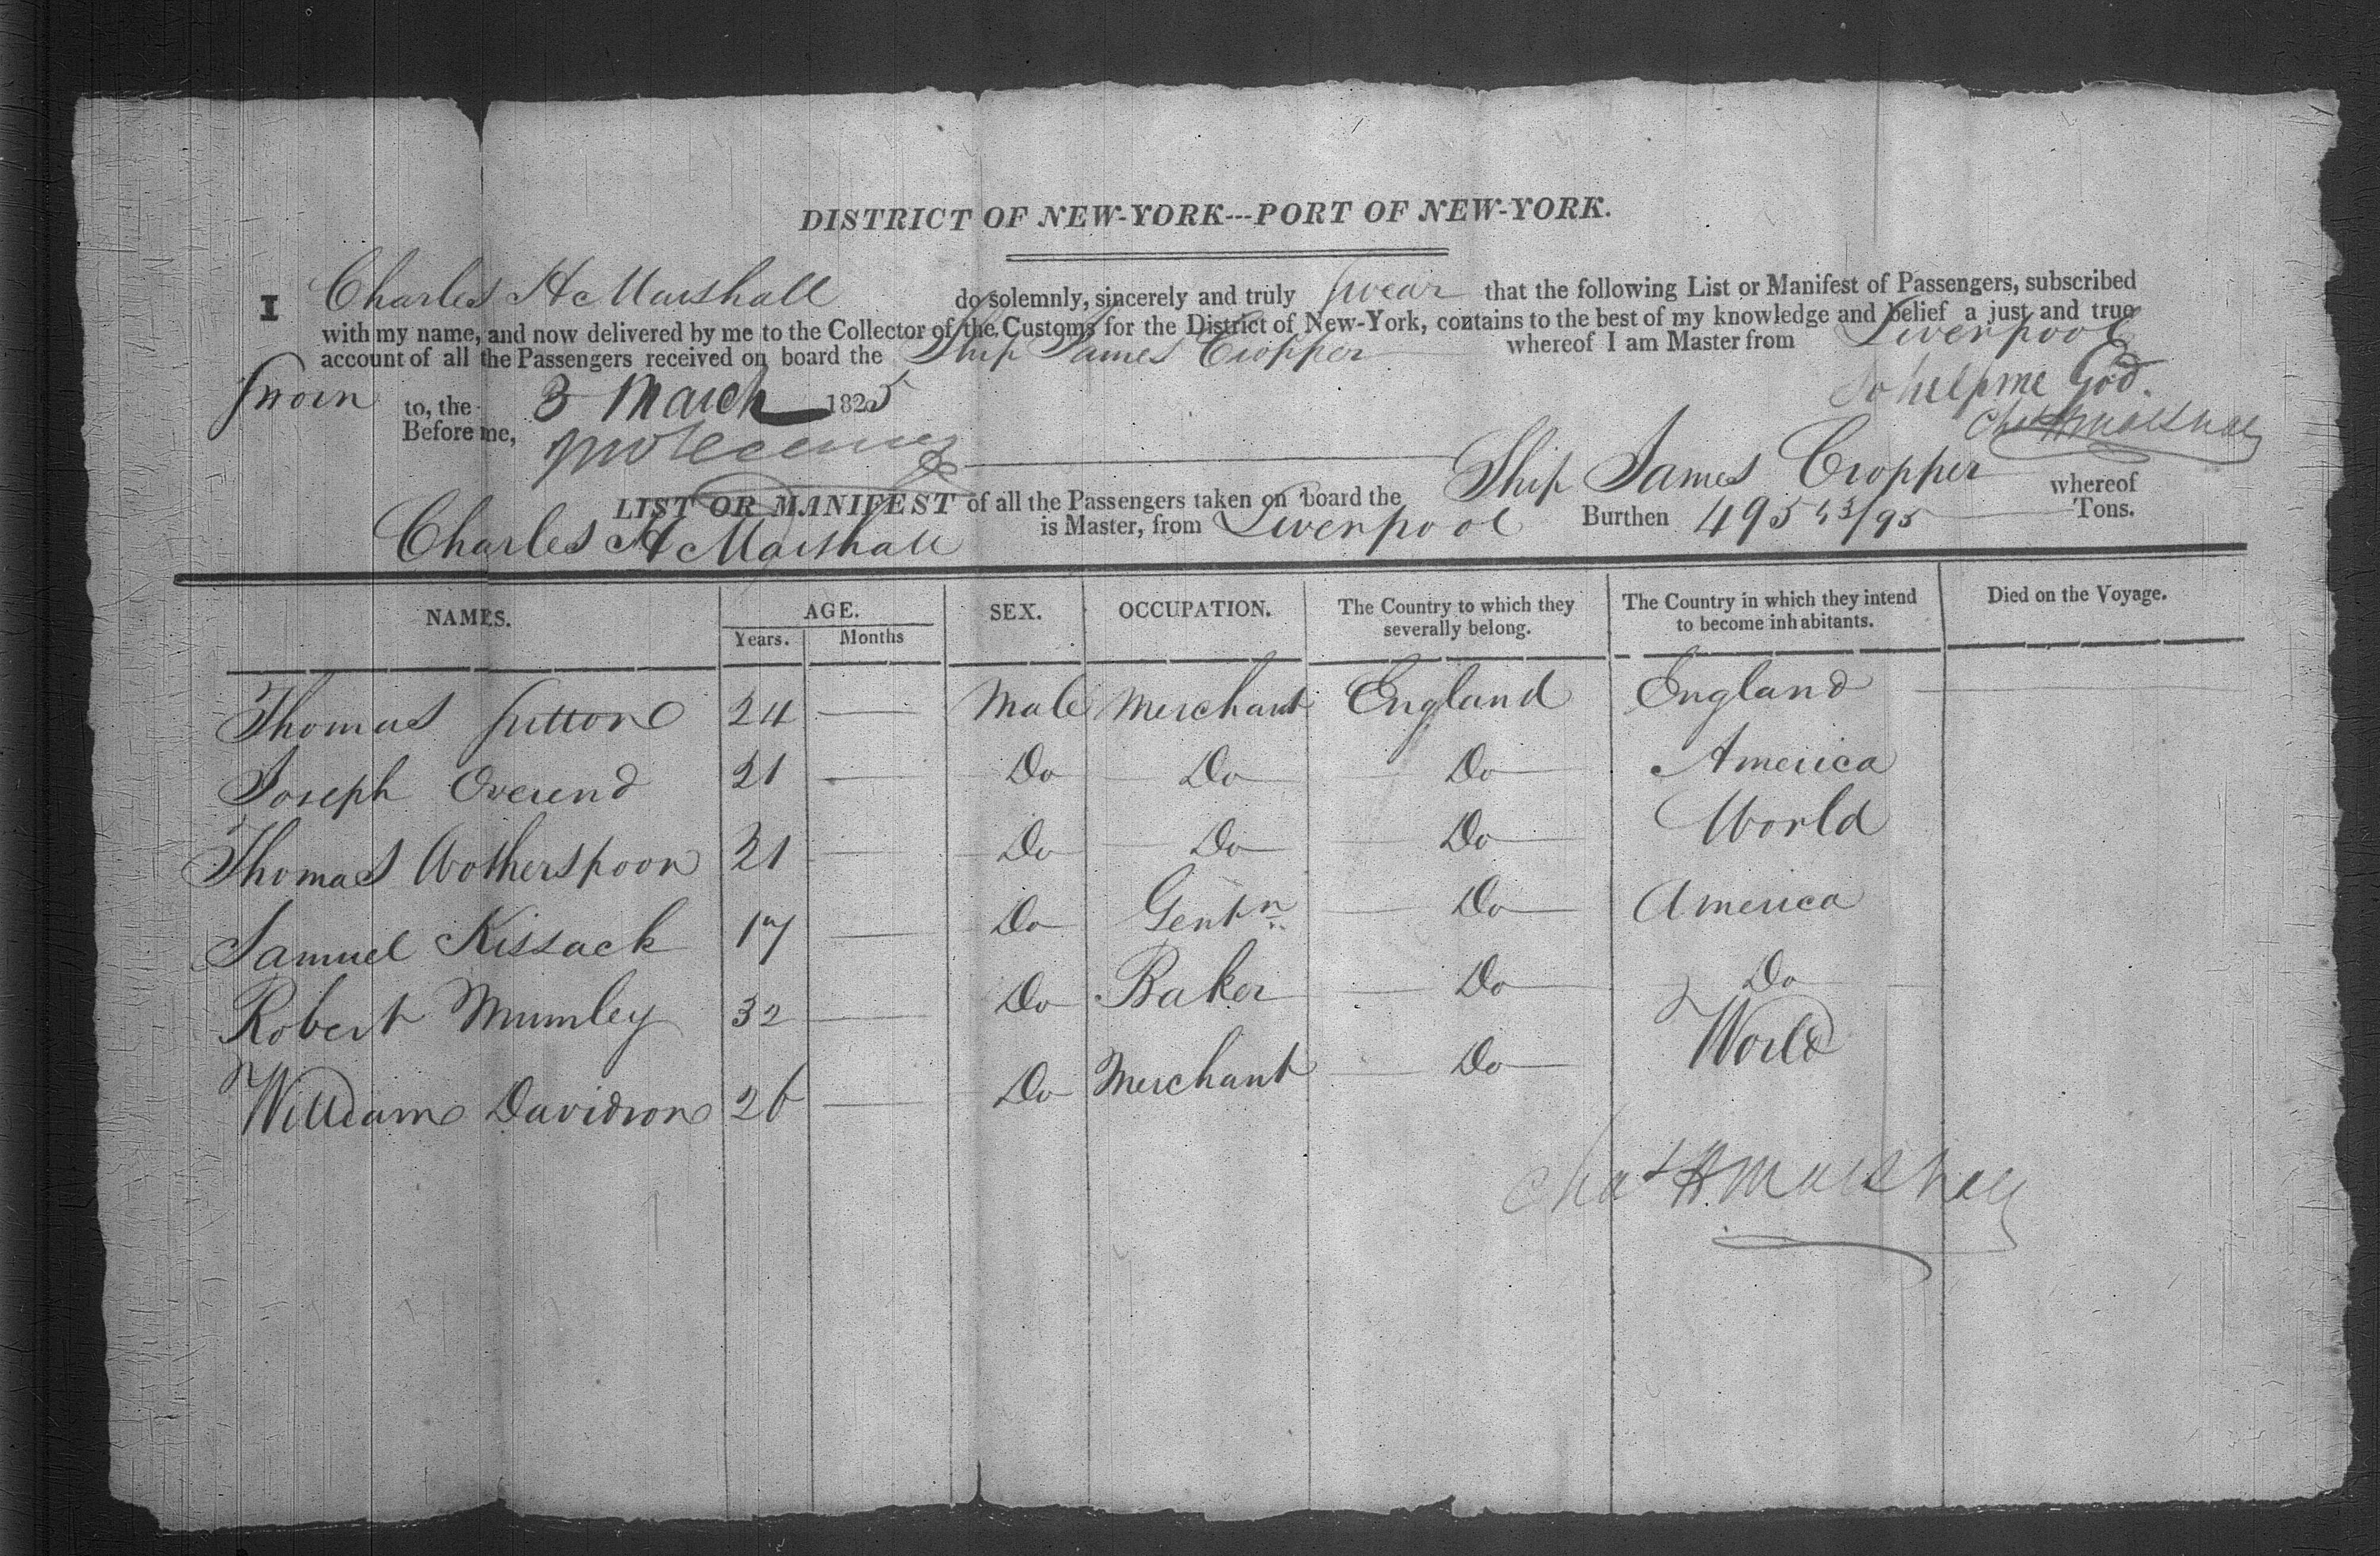 DISTRICT OF NEW-YORK---PORT OF NEW-YORK.
I Charles H Marshall do solemnly, sincerely and truly swear that the following List or Manifest of Passengers, subscribed
with my name, and now delivered by me to the Collector of the Customs for the District of New-York, contains to the best of my knowledge and belief a just and true
account of all the Passengers received on board the Ship James Cropper whereof I am Master from Liverpool
Sworn to, the 3 March 1825 So help me God.
Before me, Chas H Marshall
LIST OR MANIFEST of all the Passengers taken on board the Ship James Cropper whereof
Charles H Marshall is Master, from Liverpool Burthen 495 43/95 Tons.
NAMES. AGE. SEX. OCCUPATION. The Country to which they severally belong. The Country in which they intend to become inhabitants. Died on the Voyage.
Years. Months
Thomas Sutton 24 — Male Merchant England England —
Joseph Overend 21 — Do Do Do America
Thomas Wotherspoon 21 — Do Do Do World
Samuel Kissack 17 — Do Gentn Do America
Robert Mumley 32 — Do Baker Do Do
William Davidson 26 — Do Merchant Do World
Chas H Marshall